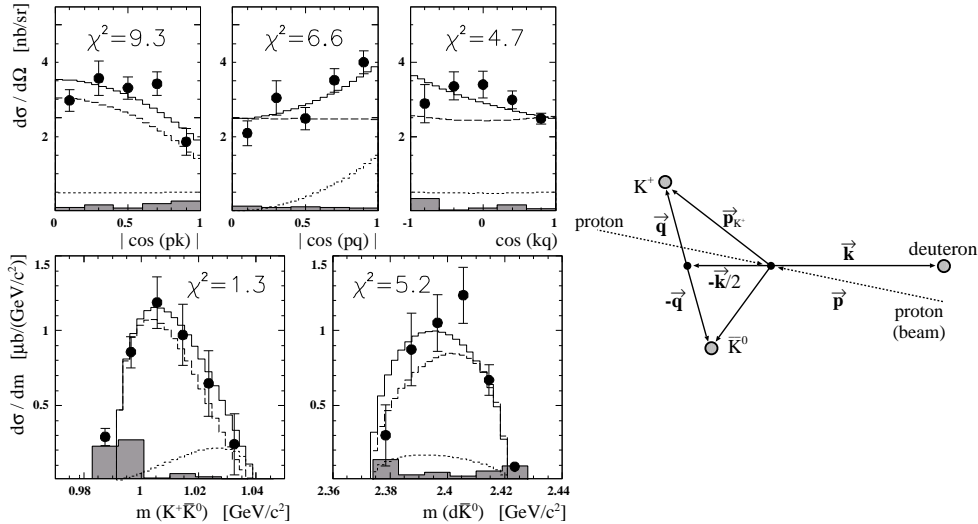 dσ / dΩ [nb/sr]
χ²=9.3
χ²=6.6
χ²=4.7
4
2
0
0.5
1
0
0.5
1
-1
0
1
| cos (pk) |
| cos (pq) |
cos (kq)
dσ / dm [μb/(GeV/c²)]
χ²=1.3
χ²=5.2
1.5
1
0.5
1.5
1
0.5
0.98
1
1.02
1.04
2.36
2.38
2.4
2.42
2.44
m (K⁺K̅⁰) [GeV/c²]
m (dK̅⁰) [GeV/c²]
K⁺
proton
q⃗
p⃗K⁺
k⃗
deuteron
-k⃗/2
-q⃗
p⃗
proton
(beam)
K̅⁰